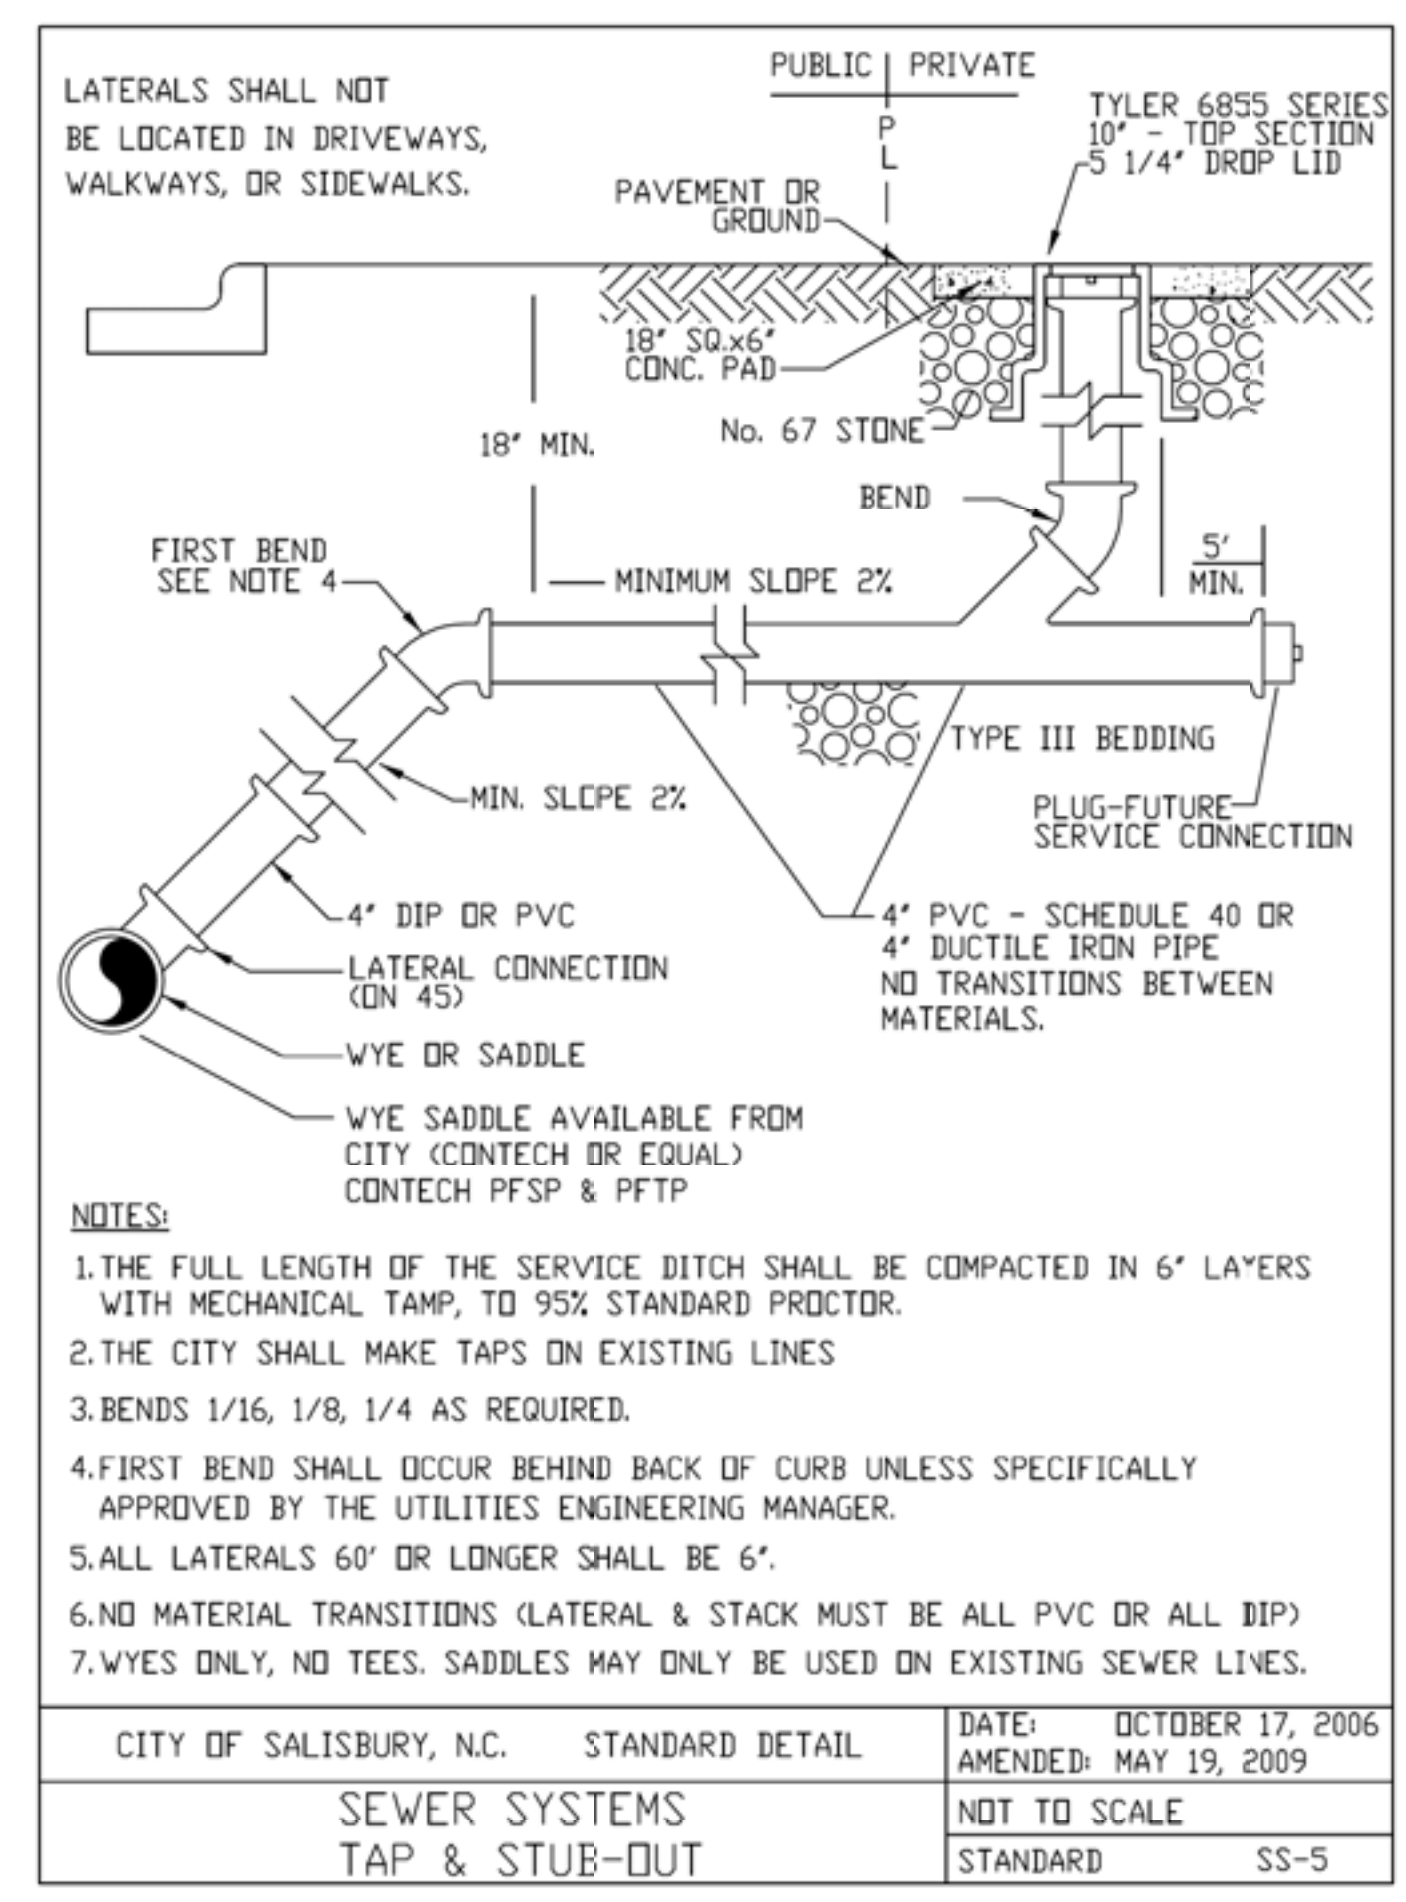 LATERALS SHALL NOT
BE LOCATED IN DRIVEWAYS,
WALKWAYS, OR SIDEWALKS.
PUBLIC | PRIVATE
P
L
TYLER 6855 SERIES
10" - TOP SECTION
5 1/4" DROP LID
PAVEMENT OR
GROUND
18" SQ.x6"
CONC. PAD
No. 67 STONE
18" MIN.
BEND
5'
MIN.
FIRST BEND
SEE NOTE 4
MINIMUM SLOPE 2%
TYPE III BEDDING
MIN. SLOPE 2%
PLUG-FUTURE
SERVICE CONNECTION
4" DIP OR PVC
4" PVC - SCHEDULE 40 OR
4" DUCTILE IRON PIPE
NO TRANSITIONS BETWEEN
MATERIALS.
LATERAL CONNECTION
(ON 45)
WYE OR SADDLE
WYE SADDLE AVAILABLE FROM
CITY (CONTECH OR EQUAL)
CONTECH PFSP & PFTP
NOTES:
1. THE FULL LENGTH OF THE SERVICE DITCH SHALL BE COMPACTED IN 6" LAYERS
WITH MECHANICAL TAMP, TO 95% STANDARD PROCTOR.
2. THE CITY SHALL MAKE TAPS ON EXISTING LINES
3. BENDS 1/16, 1/8, 1/4 AS REQUIRED.
4. FIRST BEND SHALL OCCUR BEHIND BACK OF CURB UNLESS SPECIFICALLY
APPROVED BY THE UTILITIES ENGINEERING MANAGER.
5. ALL LATERALS 60' OR LONGER SHALL BE 6".
6. NO MATERIAL TRANSITIONS (LATERAL & STACK MUST BE ALL PVC OR ALL DIP)
7. WYES ONLY, NO TEES. SADDLES MAY ONLY BE USED ON EXISTING SEWER LINES.
CITY OF SALISBURY, N.C. STANDARD DETAIL
DATE: OCTOBER 17, 2006
AMENDED: MAY 19, 2009
SEWER SYSTEMS
TAP & STUB-OUT
NOT TO SCALE
STANDARD SS-5